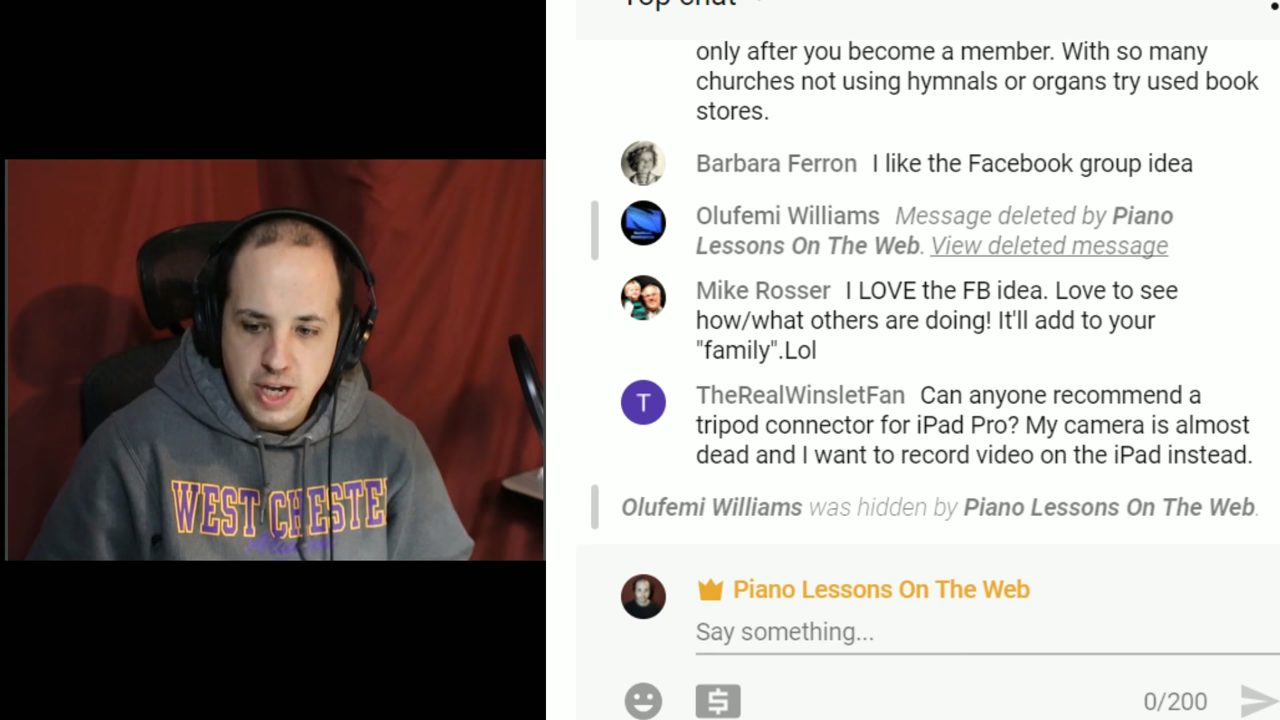 Top chat
only after you become a member. With so many
churches not using hymnals or organs try used book
stores.
Barbara Ferron I like the Facebook group idea
Olufemi Williams Message deleted by Piano
Lessons On The Web. View deleted message
Mike Rosser I LOVE the FB idea. Love to see
how/what others are doing! It'll add to your
"family".Lol
T
TheRealWinsletFan Can anyone recommend a
tripod connector for iPad Pro? My camera is almost
dead and I want to record video on the iPad instead.
Olufemi Williams was hidden by Piano Lessons On The Web.
Piano Lessons On The Web
Say something...
0/200
WEST CHESTE